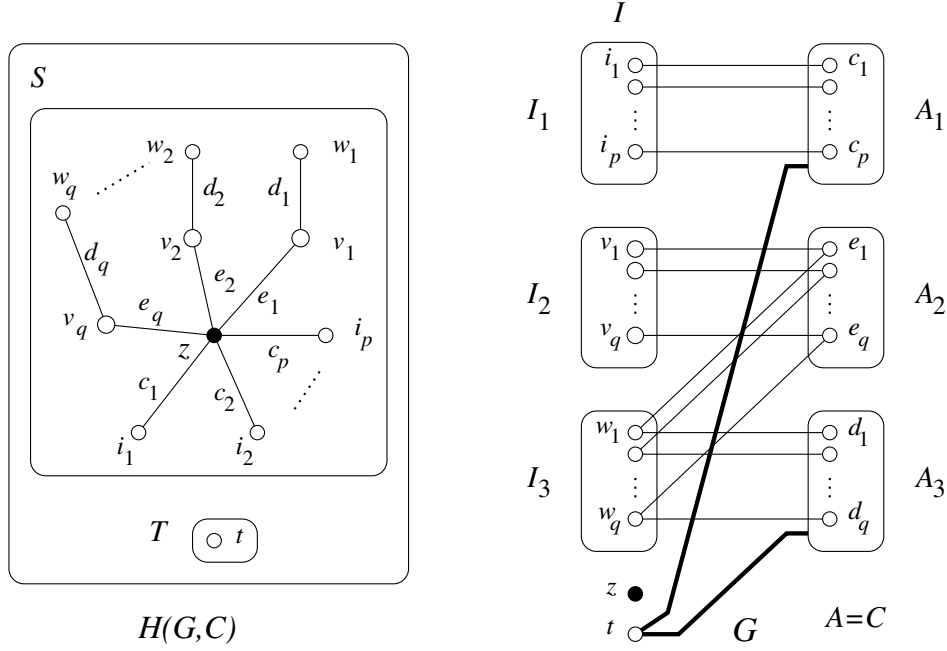 S
w_2
w_1
w_q
d_2
d_1
v_2
v_1
d_q
e_2
e_1
e_q
v_q
i_p
z
c_p
c_1
c_2
i_1
i_2
T
t
H(G,C)
I
i_1
c_1
I_1
A_1
i_p
c_p
v_1
e_1
I_2
A_2
v_q
e_q
w_1
d_1
I_3
A_3
w_q
d_q
z
t
G
A=C